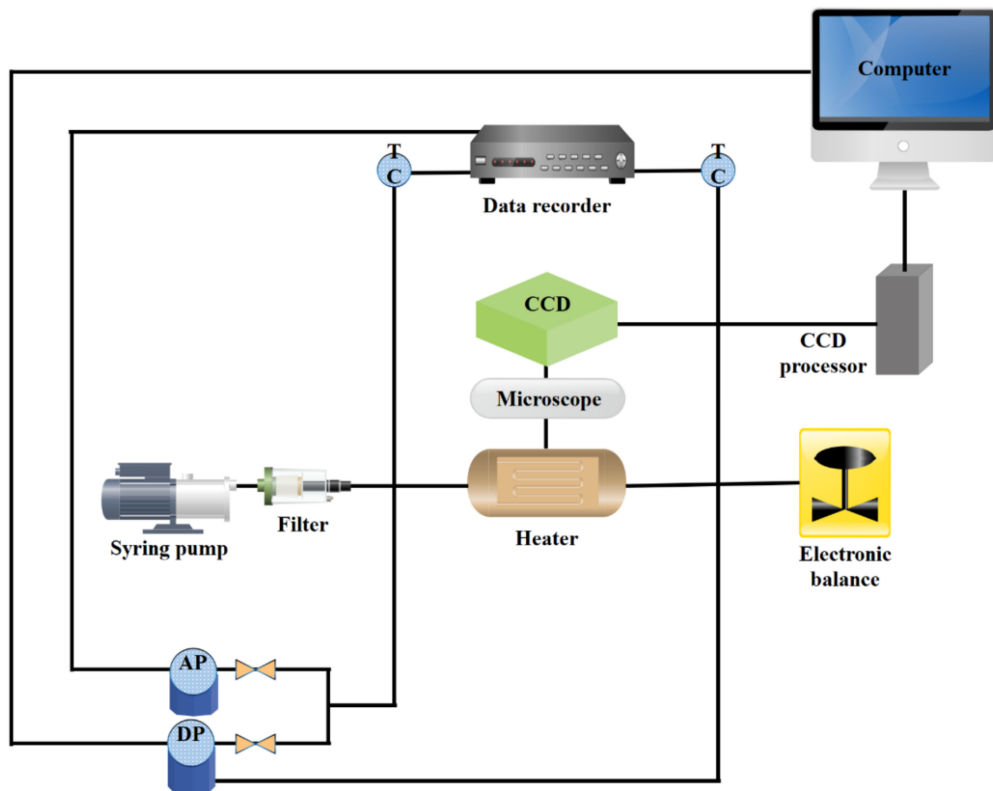 Computer
T
C
T
C
Data recorder
CCD
CCD
processor
Microscope
Syring pump
Filter
Heater
Electronic
balance
AP
DP